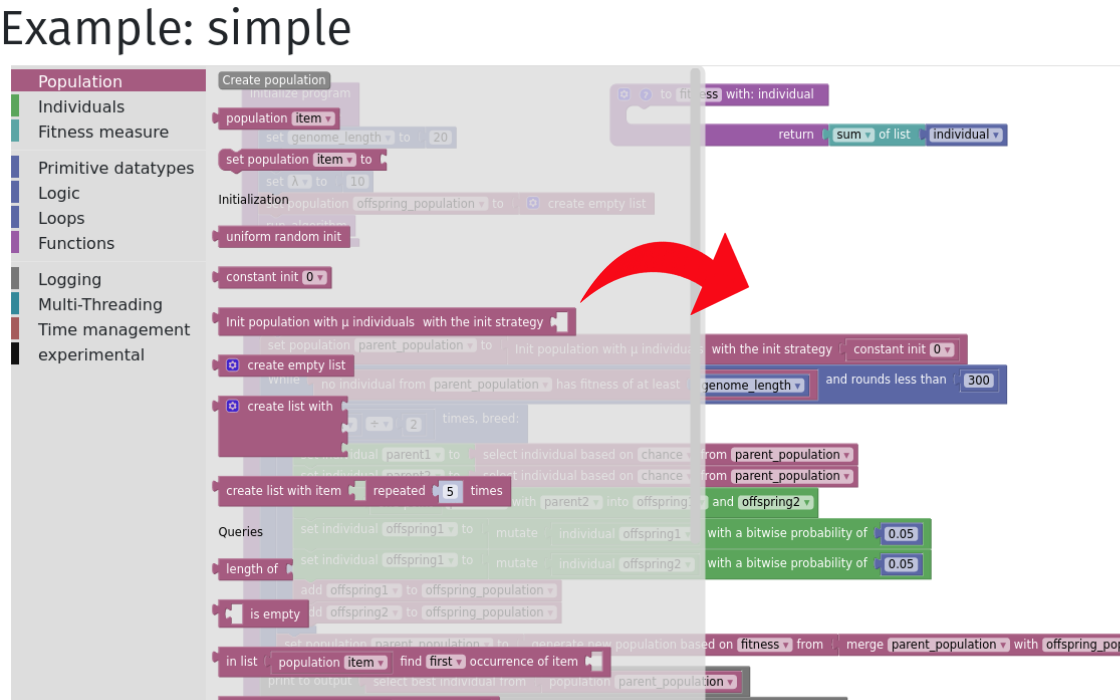 Example: simple
Population
Individuals
Fitness measure
Primitive datatypes
Logic
Loops
Functions
Logging
Multi-Threading
Time management
experimental
Create population
population item
set population item to
Initialization
uniform random init
constant init 0
Init population with µ individuals with the init strategy
create empty list
create list with
create list with item repeated 5 times
Queries
length of
is empty
in list population item find first occurrence of item
initialize program
set genome_length to 20
set λ to 10
population offspring_population to create empty list
? to fitness with: individual
return sum of list individual
set population parent_population to Init population with µ individuals with the init strategy constant init 0
while no individual from parent_population has fitness of at least genome_length and rounds less than 300
÷ 2 times, breed:
set individual parent1 to select individual based on chance from parent_population
select individual based on chance from parent_population
with parent2 into offspring1 and offspring2
set individual offspring1 to mutate individual offspring1 with a bitwise probability of 0.05
set individual offspring1 to mutate individual offspring2 with a bitwise probability of 0.05
add offspring1 to offspring_population
add offspring2 to offspring_population
set population parent_population to generate new population based on fitness from merge parent_population with offspring_pop
print to output select best individual from population parent_population